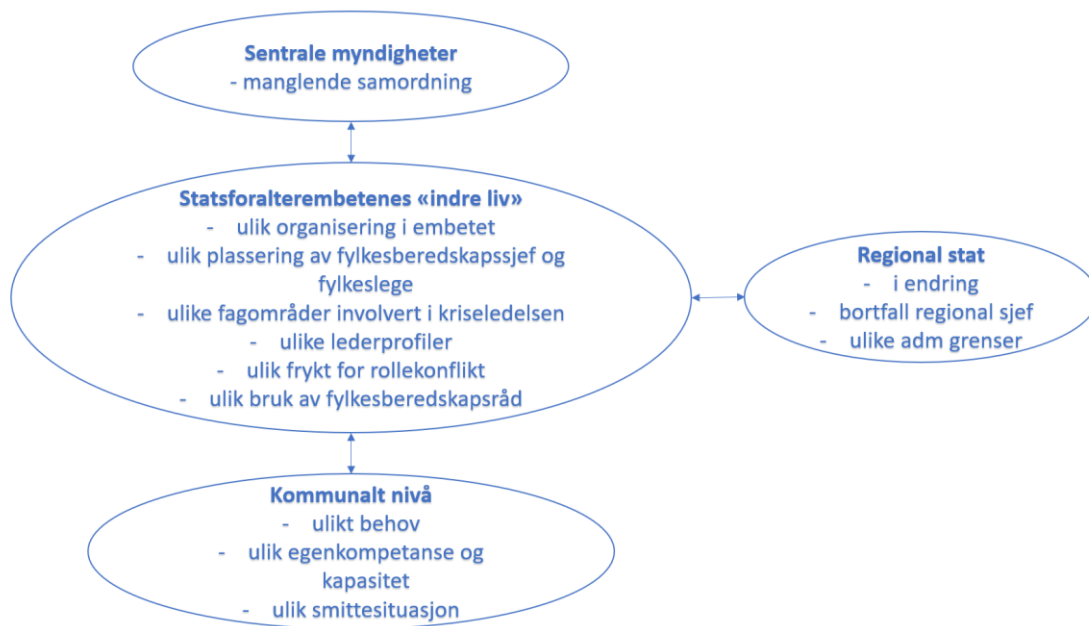 Sentrale myndigheter
- manglende samordning
Statsforalterembetenes «indre liv»
- ulik organisering i embetet
- ulik plassering av fylkesberedskapssjef og
fylkeslege
- ulike fagområder involvert i kriseledelsen
- ulike lederprofiler
- ulik frykt for rollekonflikt
- ulik bruk av fylkesberedskapsråd
Regional stat
- i endring
- bortfall regional sjef
- ulike adm grenser
Kommunalt nivå
- ulikt behov
- ulik egenkompetanse og
kapasitet
- ulik smittesituasjon